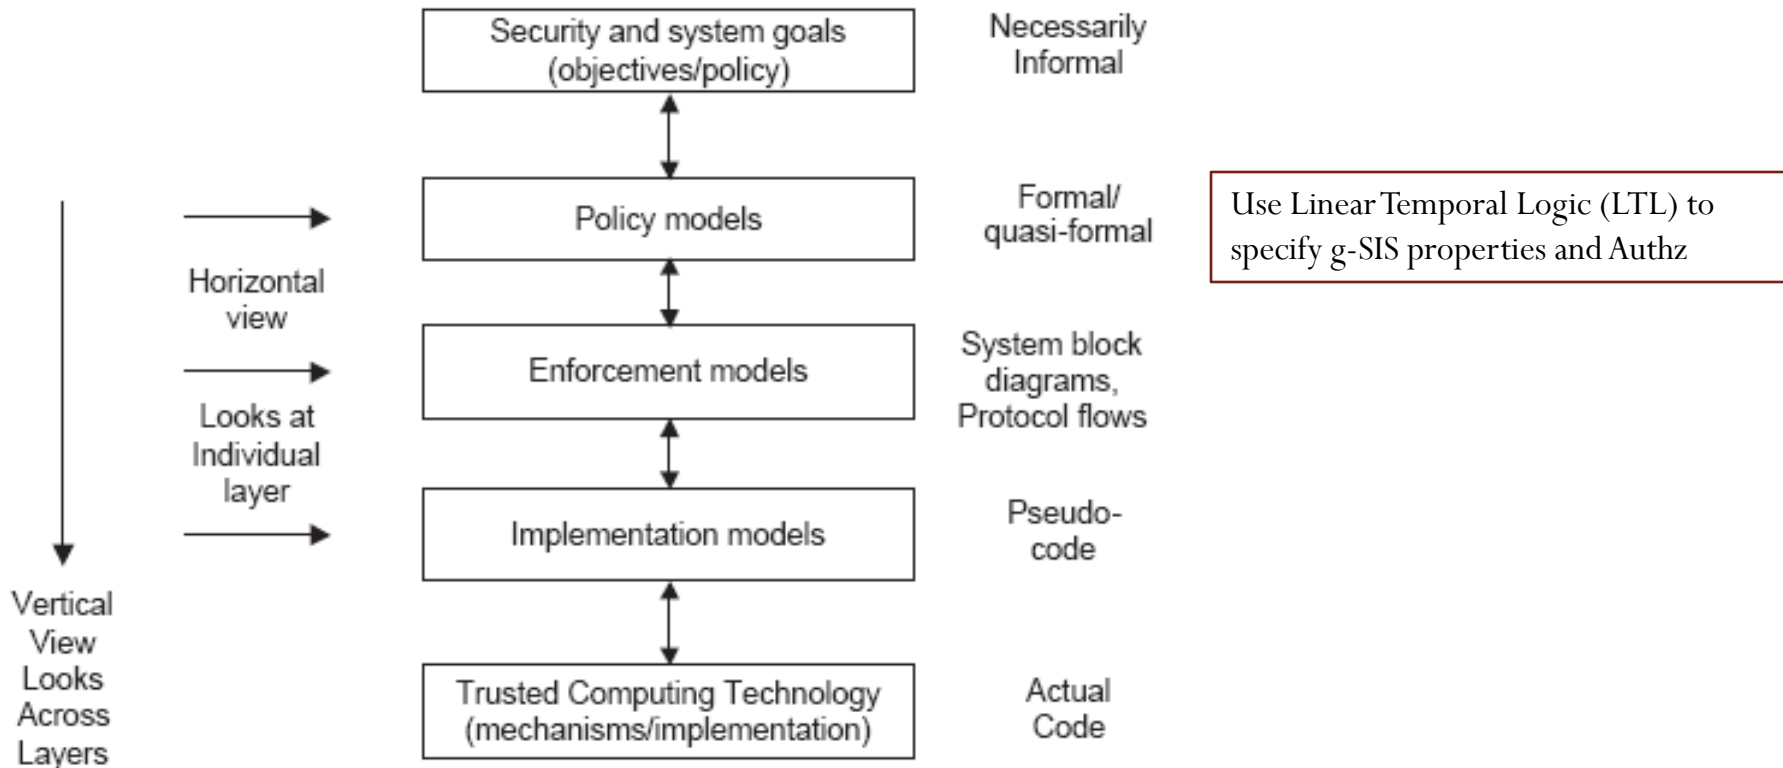 Security and system goals
(objectives/policy)
Necessarily
Informal
Policy models
Formal/
quasi-formal
Use Linear Temporal Logic (LTL) to
specify g-SIS properties and Authz
Horizontal
view
Enforcement models
System block
diagrams,
Protocol flows
Looks at
Individual
layer
Implementation models
Pseudo-
code
Vertical
View
Looks
Across
Layers
Trusted Computing Technology
(mechanisms/implementation)
Actual
Code